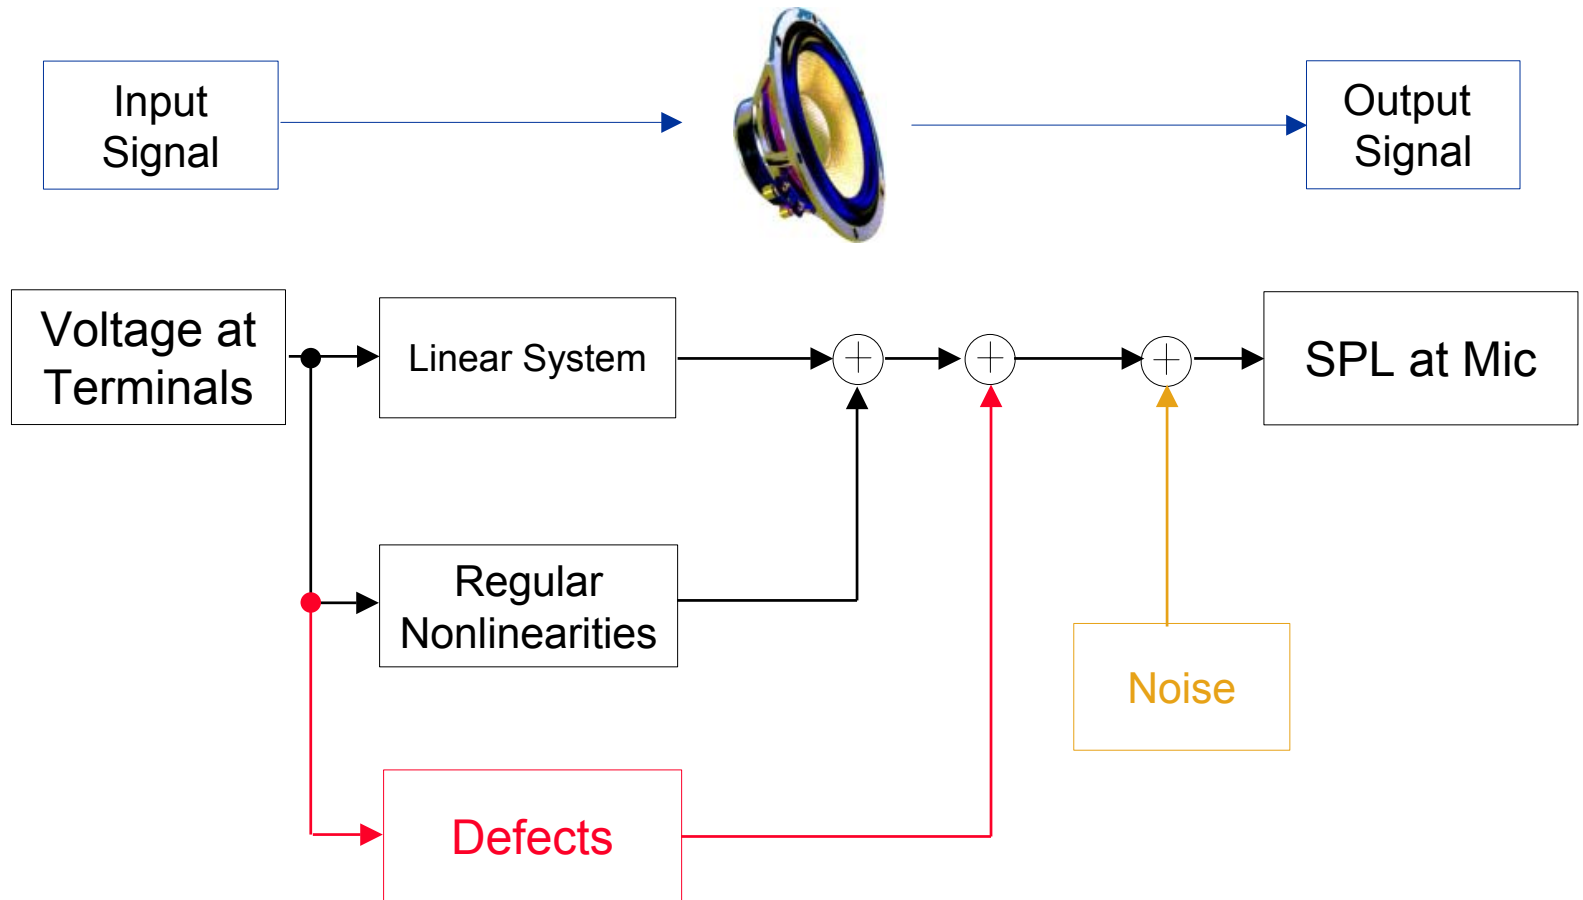 Input
Signal
Output
Signal
Voltage at
Terminals
Linear System
SPL at Mic
Regular
Nonlinearities
Noise
Defects